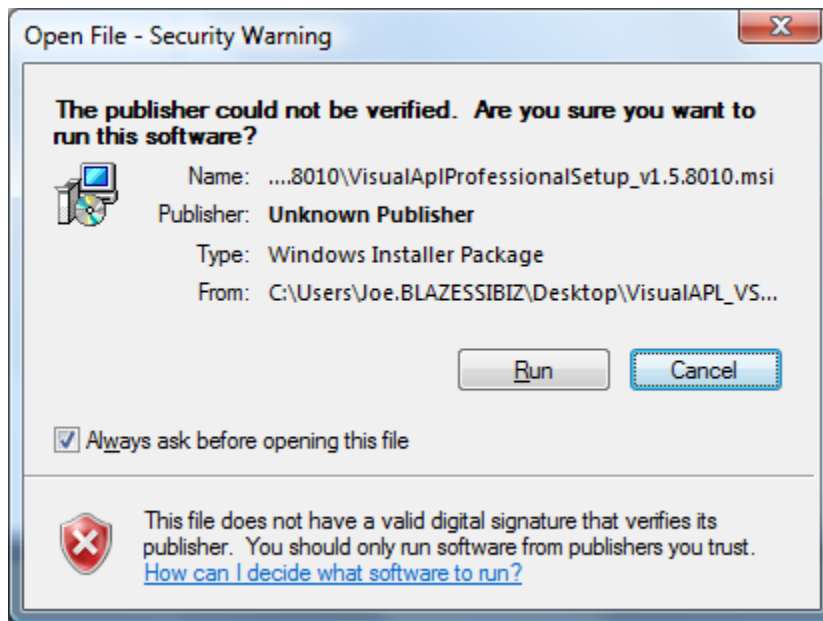 Open File - Security Warning
The publisher could not be verified. Are you sure you want to
run this software?
Name: ....8010\VisualAplProfessionalSetup_v1.5.8010.msi
Publisher: Unknown Publisher
Type: Windows Installer Package
From: C:\Users\Joe.BLAZESSIBIZ\Desktop\VisualAPL_VS...
Run Cancel
Always ask before opening this file
This file does not have a valid digital signature that verifies its
publisher. You should only run software from publishers you trust.
How can I decide what software to run?